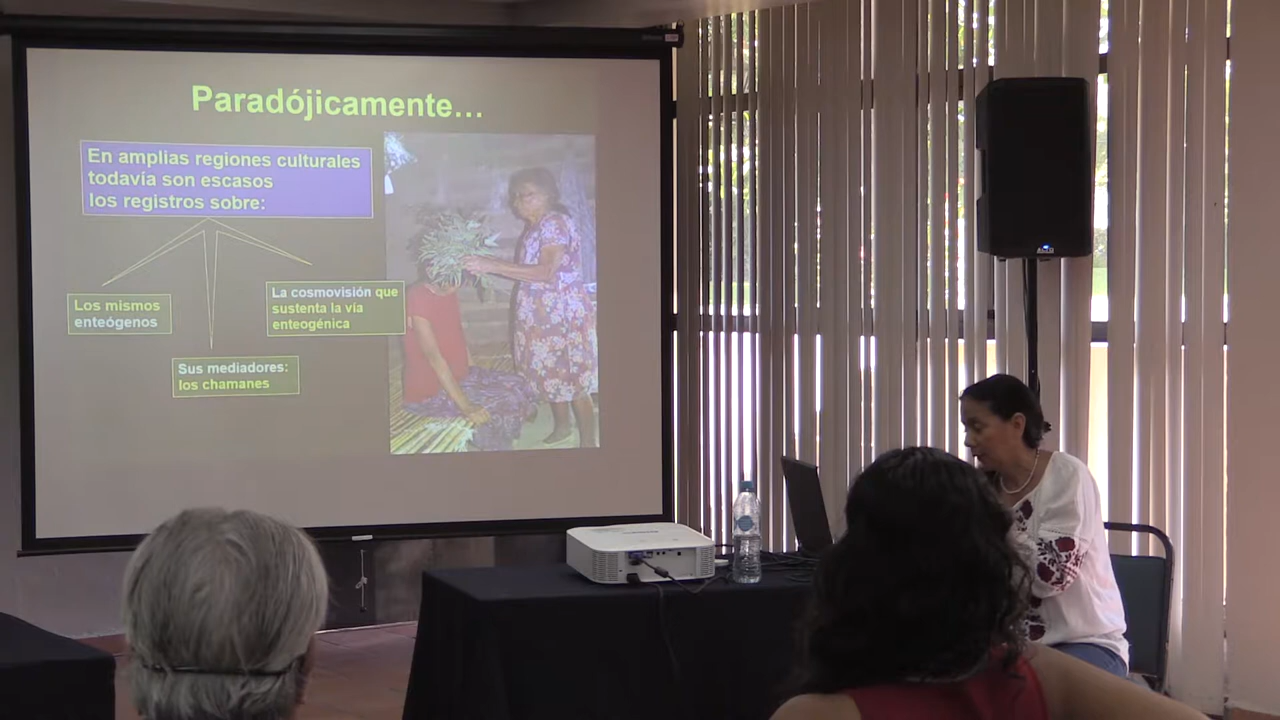 Paradójicamente...
En amplias regiones culturales
todavía son escasos
los registros sobre:
Los mismos
enteógenos
La cosmovisión que
sustenta la vía
enteogénica
Sus mediadores:
los chamanes